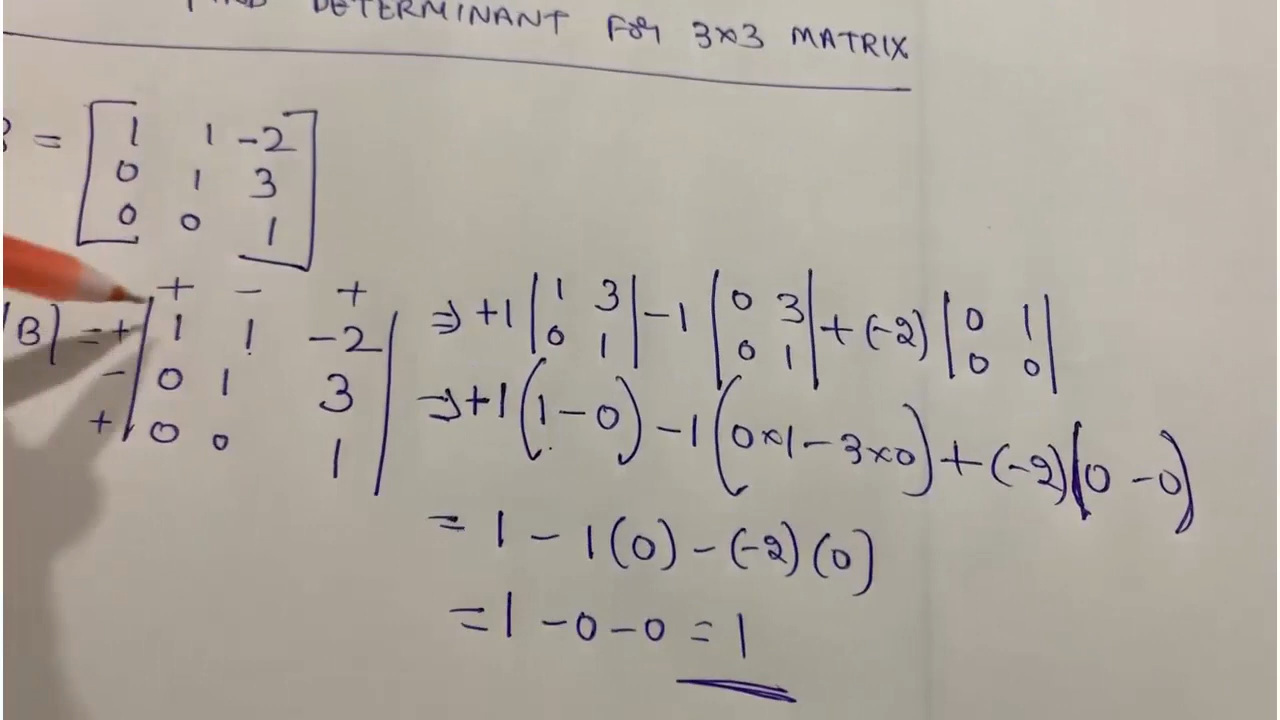 DETERMINANT FOR 3×3 MATRIX
= [ 1 1 -2
0 1 3
0 0 1 ]
+ - +
|B| = + | 1 1 -2 | ⇒ +1 | 1 3 | -1 | 0 3 | + (-2) | 0 1 |
- | 0 1 3 | | 0 1 | | 0 1 | | 0 0 |
+ | 0 0 1 | ⇒ +1 (1 - 0) - 1 (0×1 - 3×0) + (-2) (0 - 0)
= 1 - 1(0) - (-2)(0)
= 1 - 0 - 0 = 1